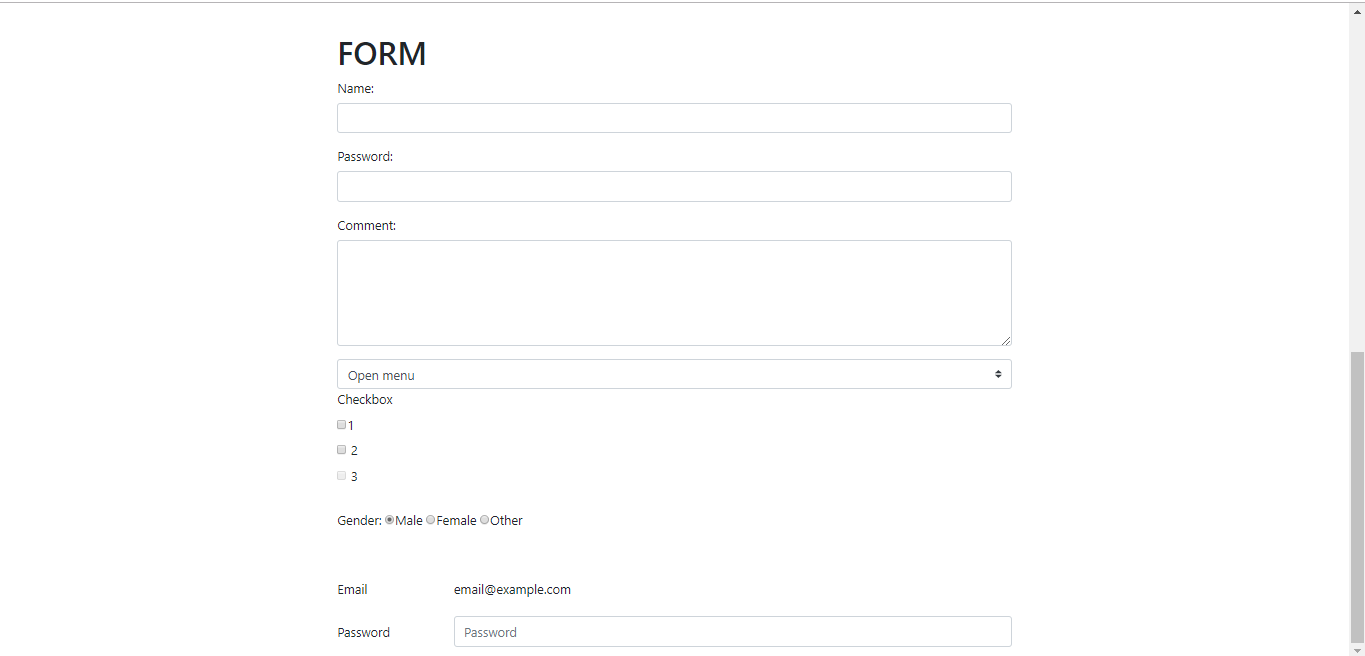 FORM
Name:
Password:
Comment:
Open menu
Checkbox
1
2
3
Gender: Male Female Other
Email email@example.com
Password Password